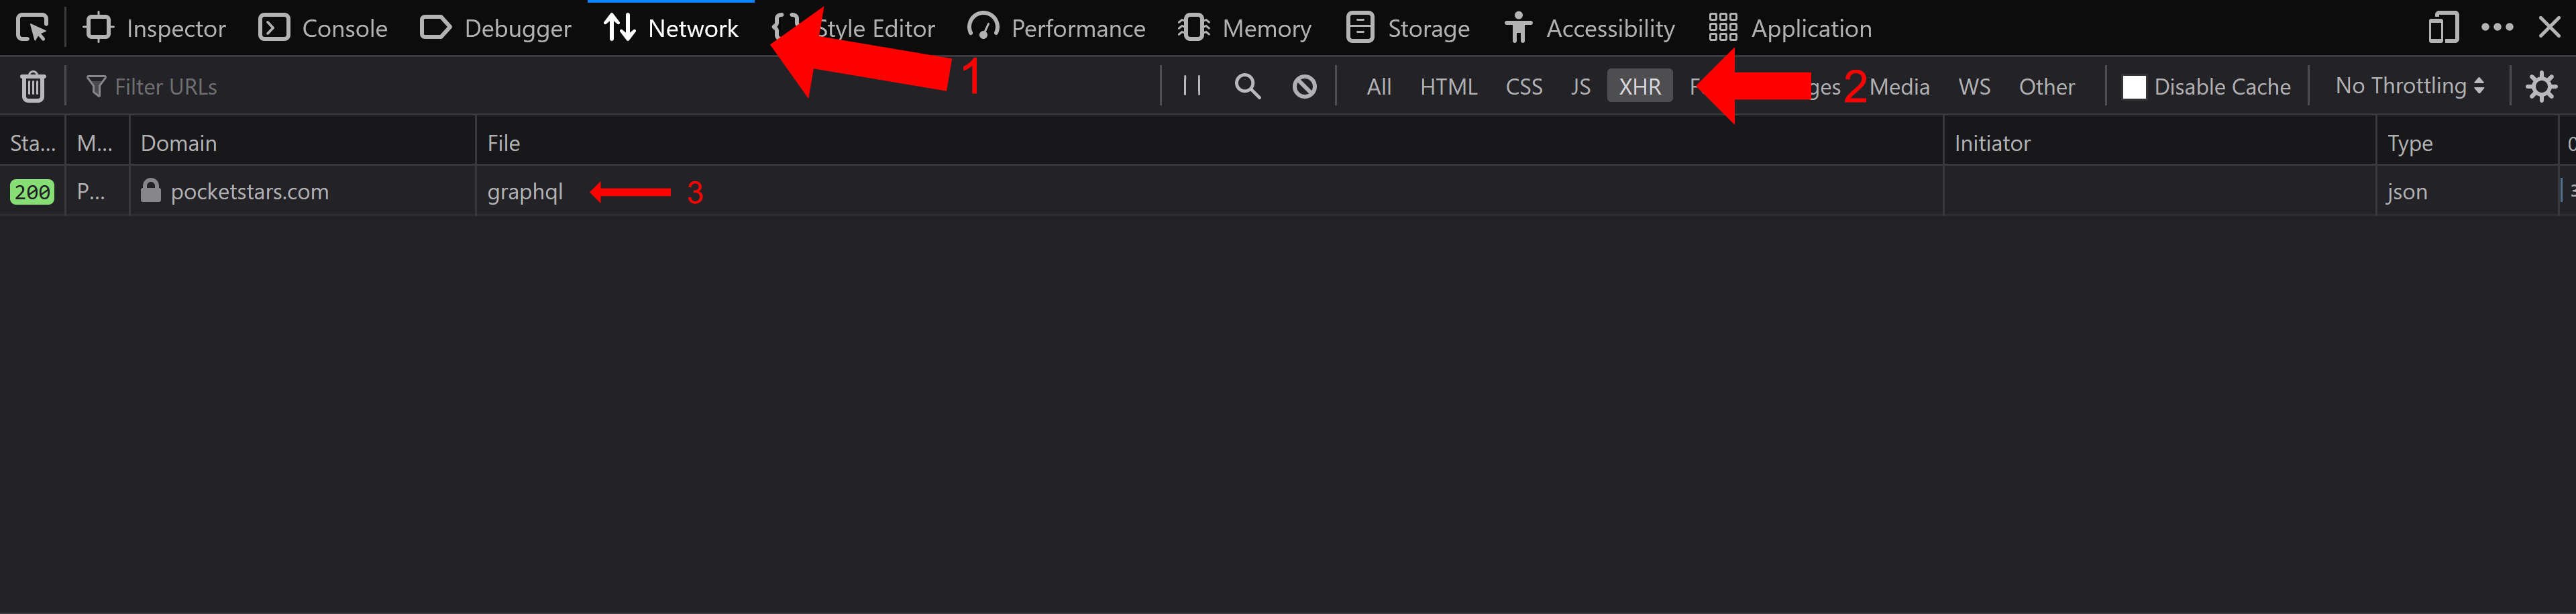 Inspector Console Debugger Network Style Editor Performance Memory Storage Accessibility Application
1
Filter URLs All HTML CSS JS XHR F ges Media WS Other Disable Cache No Throttling
2
Sta... M... Domain File Initiator Type
200 P... pocketstars.com graphql 3 json